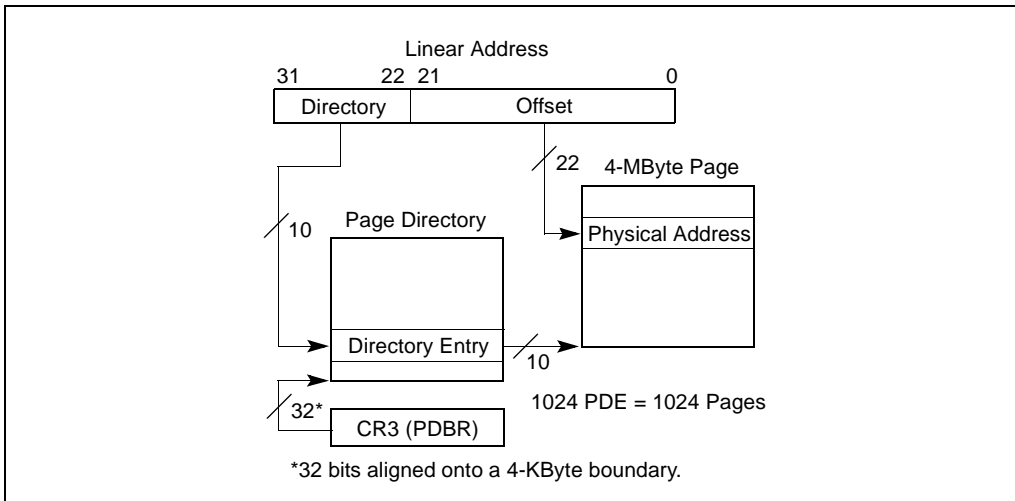 Linear Address
31 22 21 0
Directory Offset
22
4-MByte Page
10
Page Directory
Physical Address
Directory Entry
10
1024 PDE = 1024 Pages
32*
CR3 (PDBR)
*32 bits aligned onto a 4-KByte boundary.